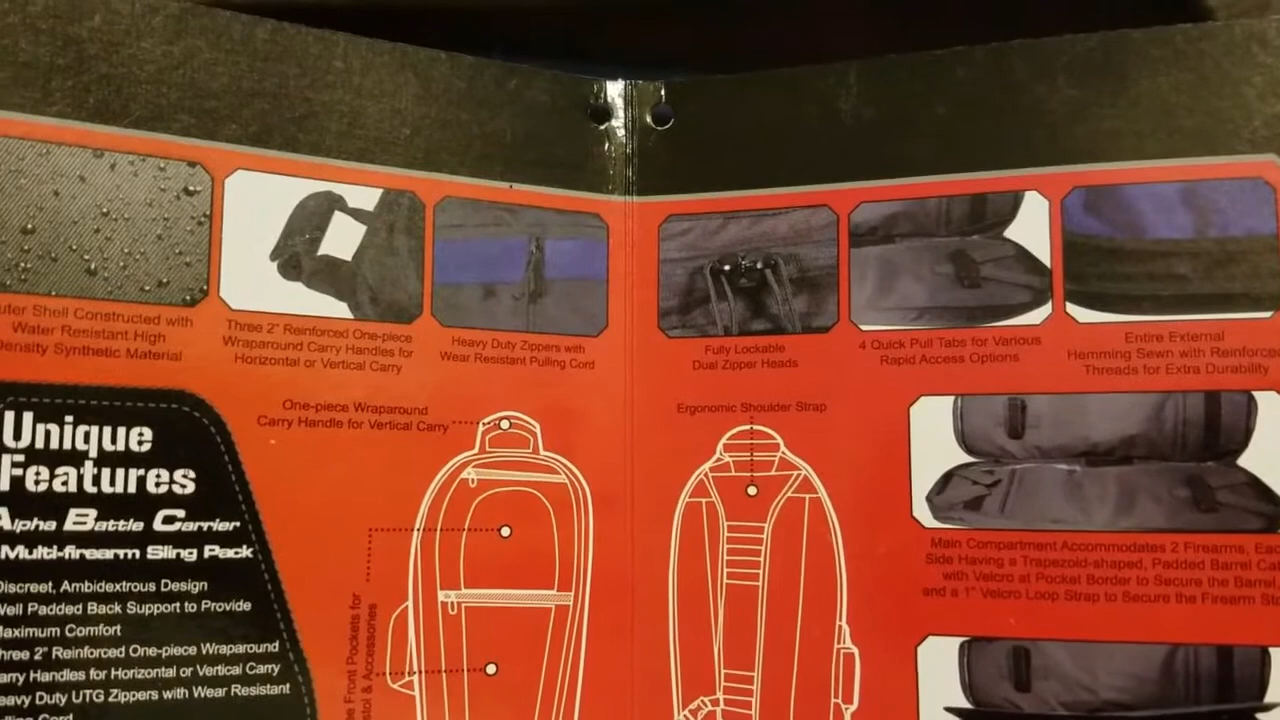 uter Shell Constructed with
Water Resistant High
Density Synthetic Material
Three 2" Reinforced One-piece
Wraparound Carry Handles for
Horizontal or Vertical Carry
Heavy Duty Zippers with
Wear Resistant Pulling Cord
Fully Lockable
Dual Zipper Heads
4 Quick Pull Tabs for Various
Rapid Access Options
Entire External
Hemming Sewn with Reinforce
Threads for Extra Durability
One-piece Wraparound
Carry Handle for Vertical Carry
Ergonomic Shoulder Strap
Unique
Features
Alpha Battle Carrier
Multi-firearm Sling Pack
Discreet, Ambidextrous Design
Well Padded Back Support to Provide
Maximum Comfort
Three 2" Reinforced One-piece Wraparound
arry Handles for Horizontal or Vertical Carry
eavy Duty UTG Zippers with Wear Resistant
lling Cord
e Front Pockets for
stol & Accessories
Main Compartment Accommodates 2 Firearms, Eac
Side Having a Trapezoid-shaped, Padded Barrel Ca
with Velcro at Pocket Border to Secure the Barrel
and a 1" Velcro Loop Strap to Secure the Firearm Sto